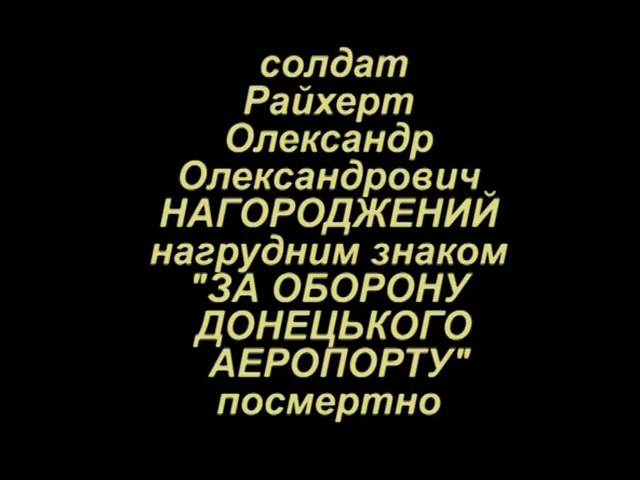 солдат
Райхерт
Олександр
Олександрович
НАГОРОДЖЕНИЙ
нагрудним знаком
"ЗА ОБОРОНУ
ДОНЕЦЬКОГО
АЕРОПОРТУ"
посмертно